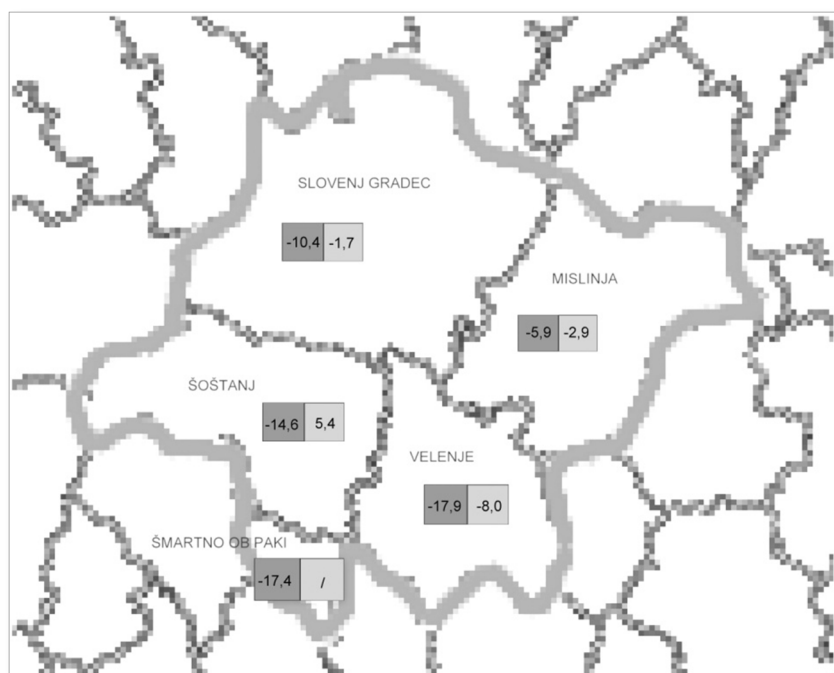 SLOVENJ GRADEC
-10,4 -1,7
MISLINJA
-5,9 -2,9
ŠOŠTANJ
-14,6 5,4
VELENJE
-17,9 -8,0
ŠMARTNO OB PAKI
-17,4 /